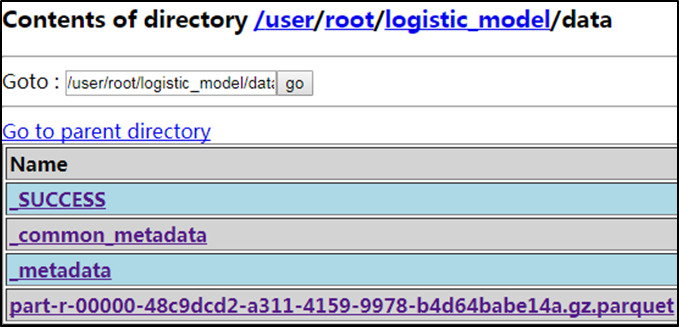 Contents of directory /user/root/logistic_model/data
Goto : /user/root/logistic_model/data go
Go to parent directory
Name
_SUCCESS
_common_metadata
_metadata
part-r-00000-48c9dcd2-a311-4159-9978-b4d64babe14a.gz.parquet